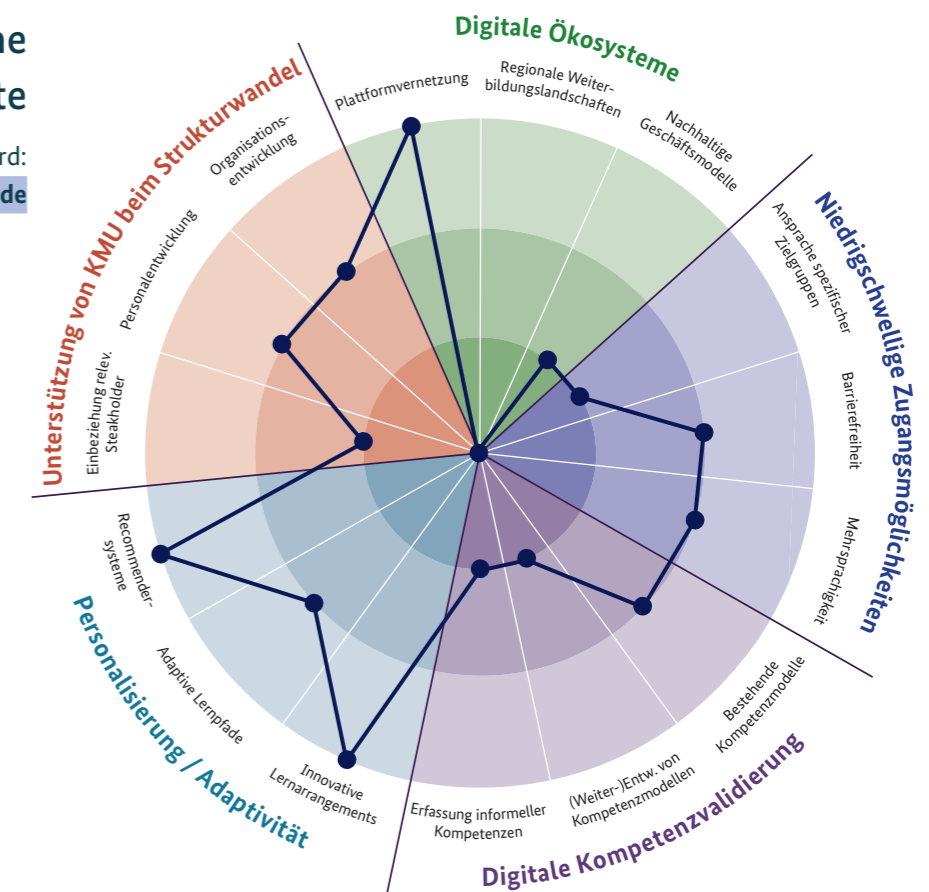 ne
te
rd:
de
Digitale Ökosysteme
Plattformvernetzung
Regionale Weiter-
bildungslandschaften
Nachhaltige
Geschäftsmodelle
Niedrigschwellige Zugangsmöglichkeiten
Ansprache spezifischer
Zielgruppen
Barrierefreiheit
Mehrsprachigkeit
Digitale Kompetenzvalidierung
Bestehende
Kompetenzmodelle
(Weiter-)Entw. von
Kompetenzmodellen
Erfassung informeller
Kompetenzen
Personalisierung / Adaptivität
Innovative
Lernarrangements
Adaptive Lernpfade
Recommender-
systeme
Unterstützung von KMU beim Strukturwandel
Einbeziehung relev.
Steakholder
Personalentwicklung
Organisations-
entwicklung